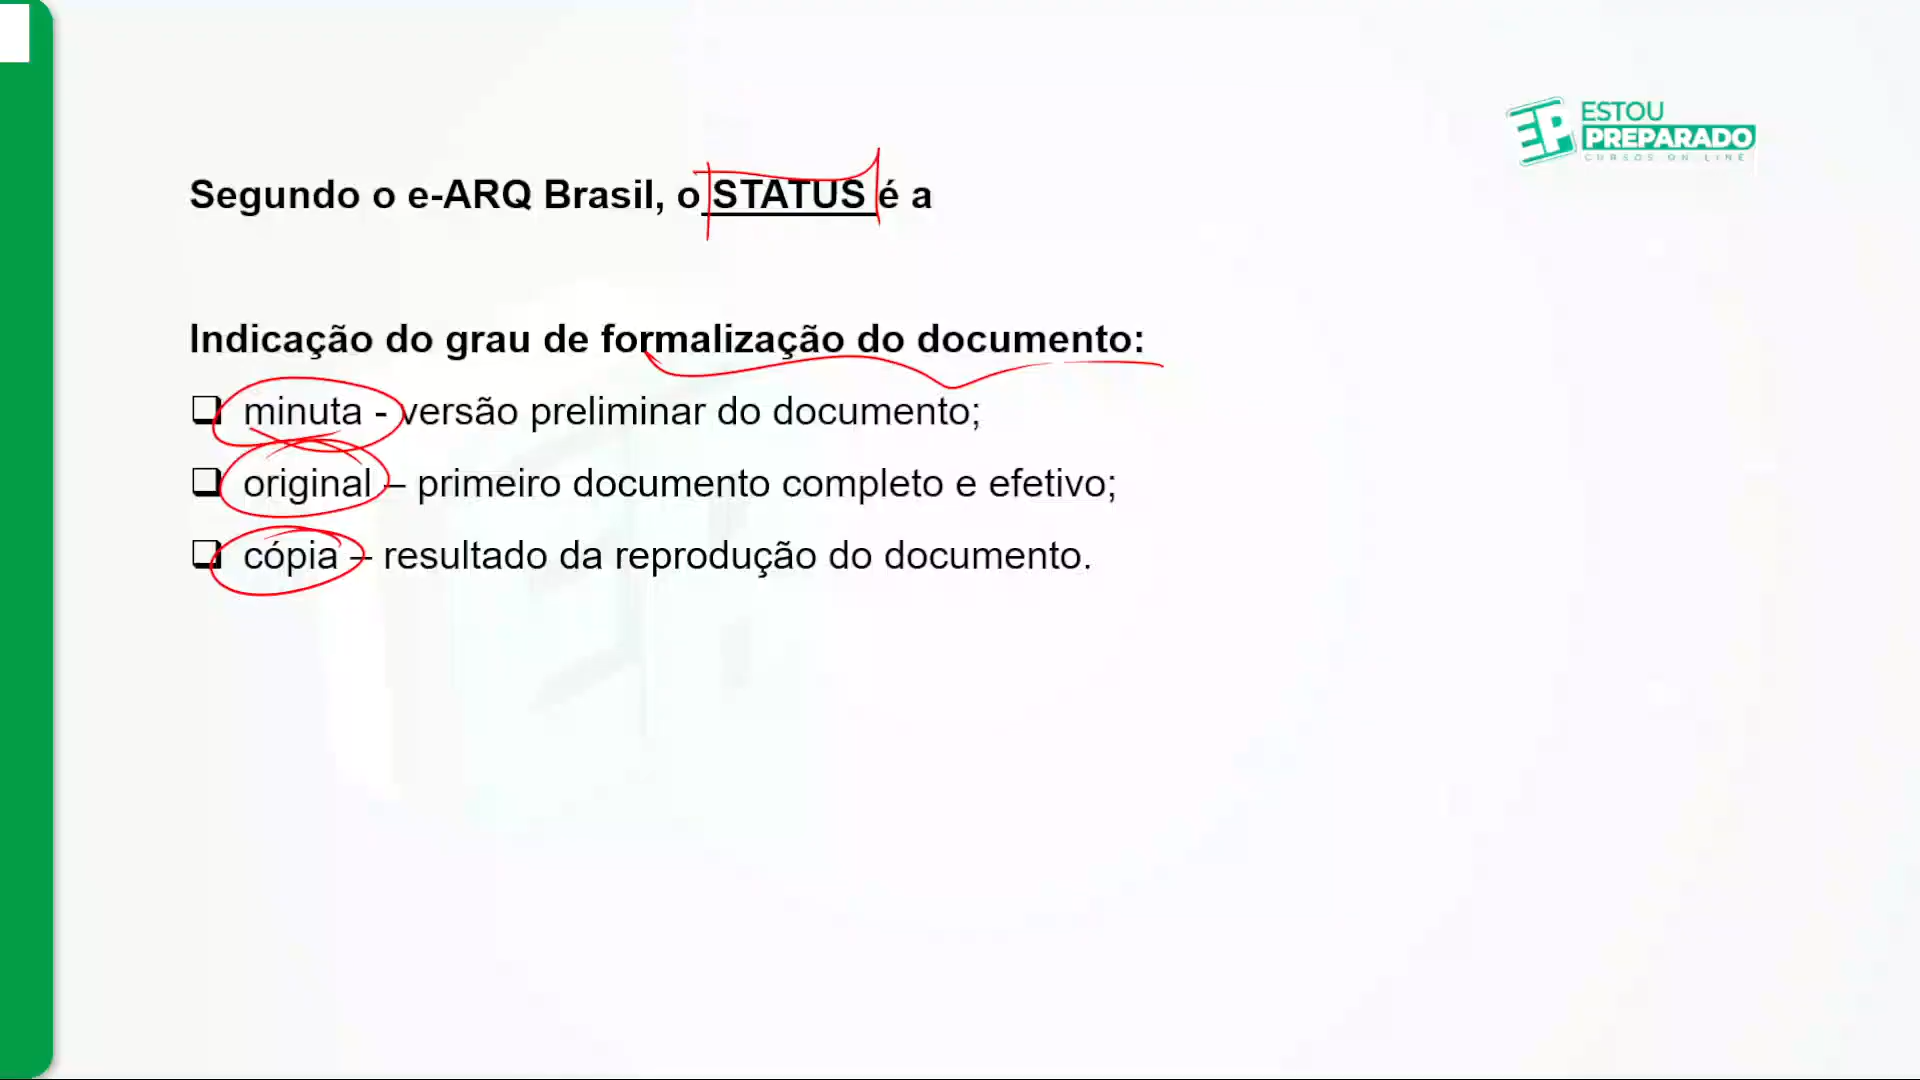 ESTOU
PREPARADO
CURSOS ON LINE
Segundo o e-ARQ Brasil, o STATUS é a
Indicação do grau de formalização do documento:
❑ minuta - versão preliminar do documento;
❑ original – primeiro documento completo e efetivo;
❑ cópia – resultado da reprodução do documento.